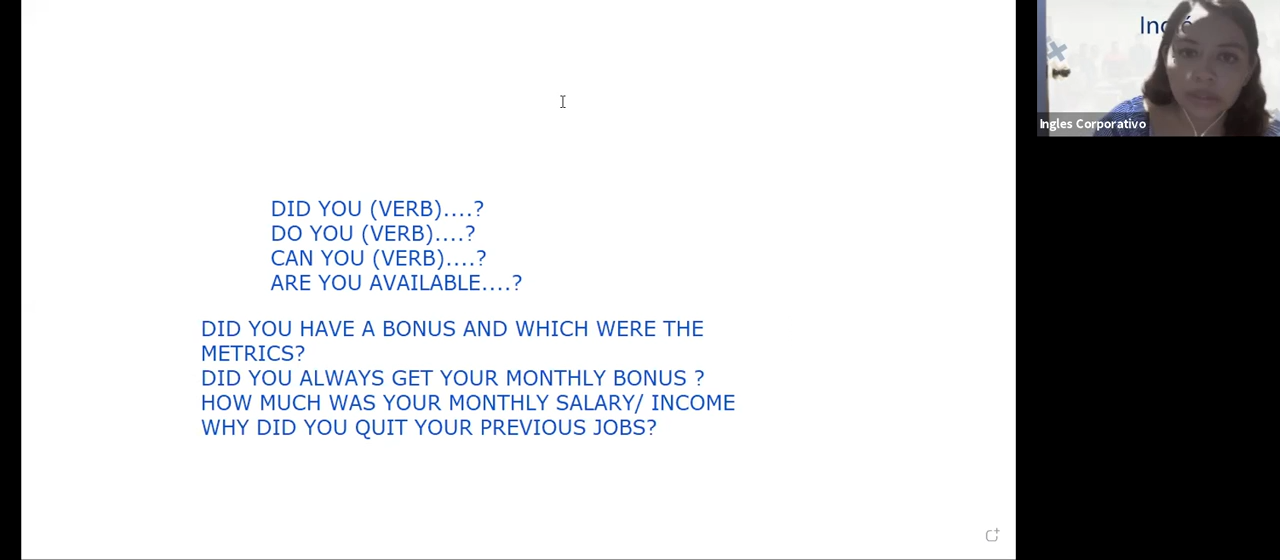 DID YOU (VERB)....?
DO YOU (VERB)....?
CAN YOU (VERB)....?
ARE YOU AVAILABLE....?
DID YOU HAVE A BONUS AND WHICH WERE THE
METRICS?
DID YOU ALWAYS GET YOUR MONTHLY BONUS ?
HOW MUCH WAS YOUR MONTHLY SALARY/ INCOME
WHY DID YOU QUIT YOUR PREVIOUS JOBS?
Ingles Corporativo